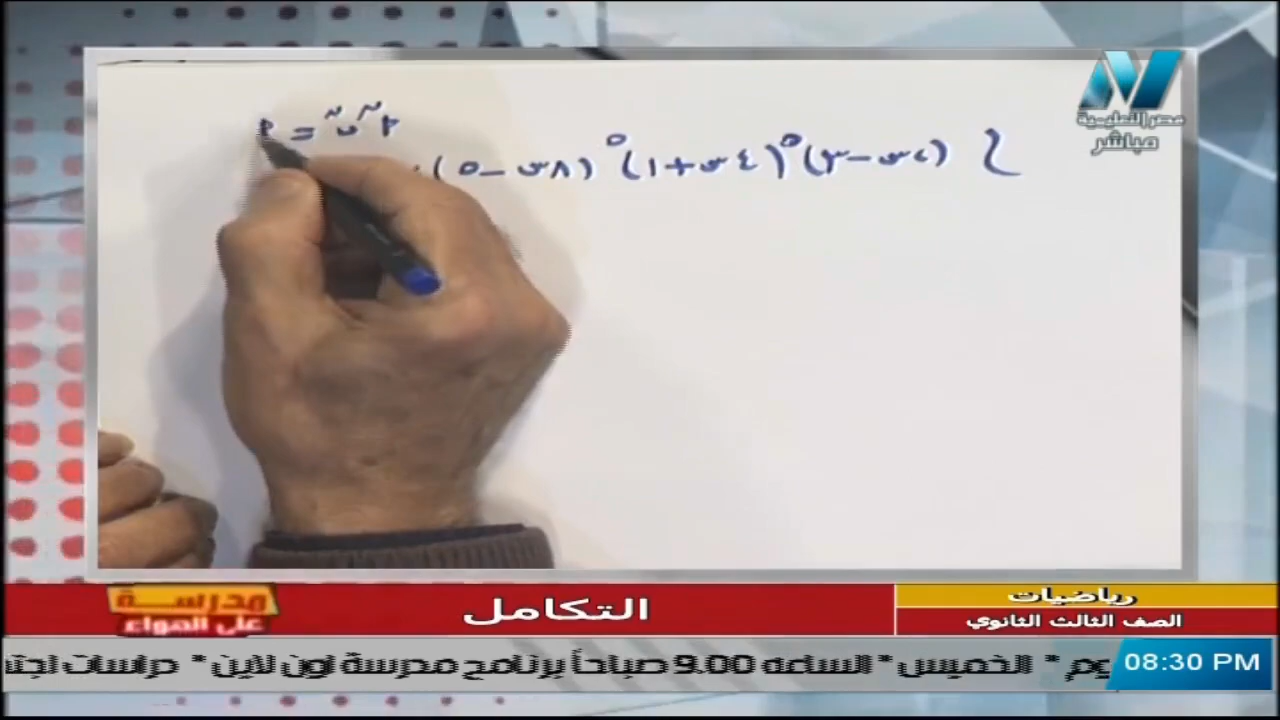 مصر التعليمية
مباشر
أ ن ب ن = (أ
∫ (٢س – ٣)٥ (٤س + ١)٥ (٨س – ٥)
رياضيات
الصف الثالث الثانوي
التكامل
مدرسة
على الهواء
08:30 PM
يوم * الخميس * الساعه 9.00 صباحاً برنامج مدرسة اون لاين * دراسات اجتما